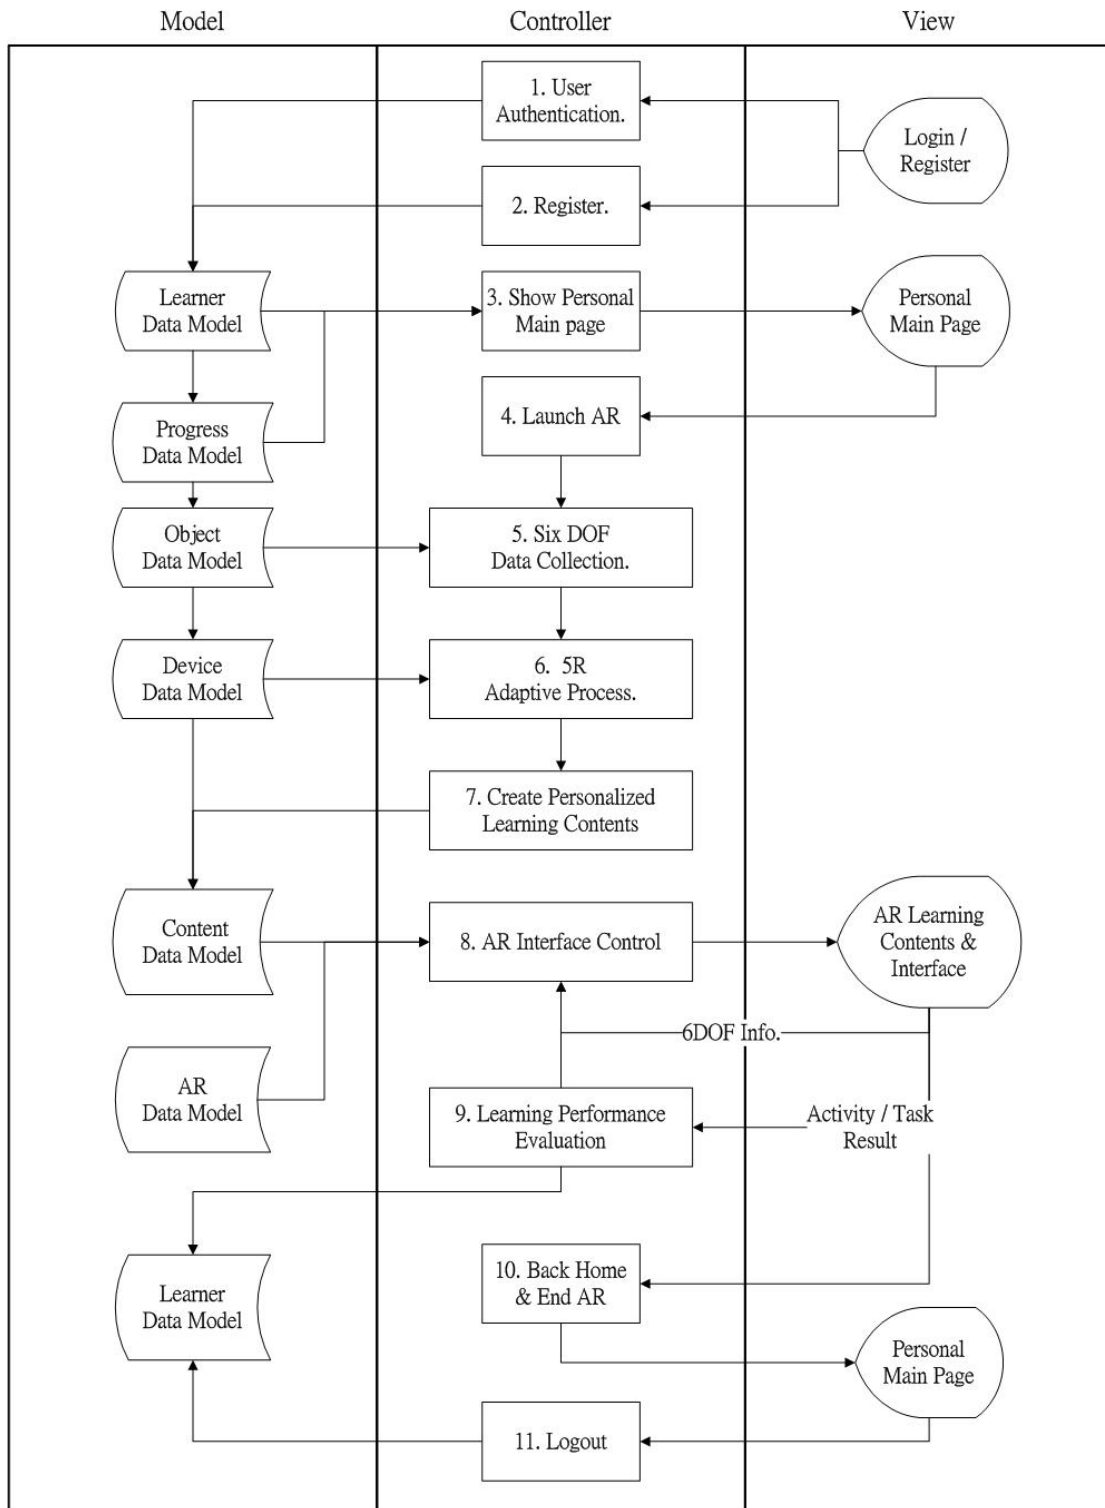 Model
Controller
View
1. User
Authentication.
Login /
Register
2. Register.
Learner
Data Model
3. Show Personal
Main page
Personal
Main Page
4. Launch AR
Progress
Data Model
Object
Data Model
5. Six DOF
Data Collection.
Device
Data Model
6.  5R
Adaptive Process.
7. Create Personalized
Learning Contents
Content
Data Model
8. AR Interface Control
AR Learning
Contents &
Interface
6DOF Info.
AR
Data Model
9. Learning Performance
Evaluation
Activity / Task
Result
10. Back Home
& End AR
Learner
Data Model
Personal
Main Page
11. Logout